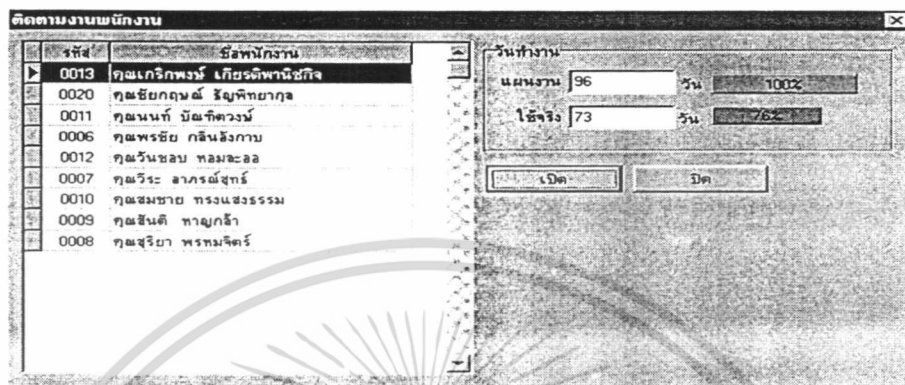 ติดตามงานพนักงาน
รหัส ชื่อพนักงาน
0013 คุณเกริกพงษ์ เกียรติพานิชกิจ
0020 คุณชัยกฤษณ์ ธัญพิทยากุล
0011 คุณนนท์ บัณฑิตวงษ์
0006 คุณพรชัย กลิ่นอังกาบ
0012 คุณวันชอบ หอมละออ
0007 คุณวีระ อาภรณ์สุทธ์
0010 คุณสมชาย ทรงแสงธรรม
0009 คุณสันติ หาญกล้า
0008 คุณสุริยา พรหมจิตร์
วันทำงาน
แผนงาน 96 วัน 100%
ใช้จริง 73 วัน 76%
เปิด ปิด